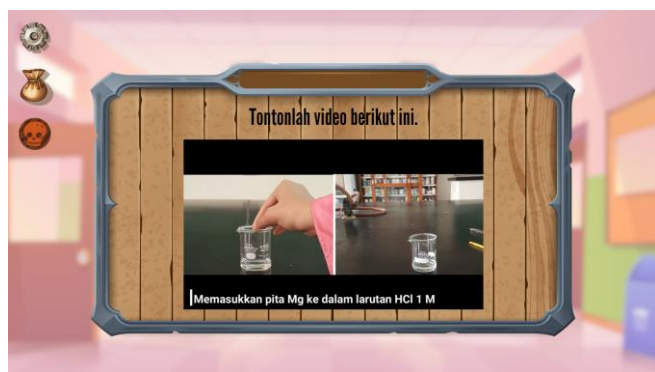 Tontonlah video berikut ini.
Memasukkan pita Mg ke dalam larutan HCl 1 M